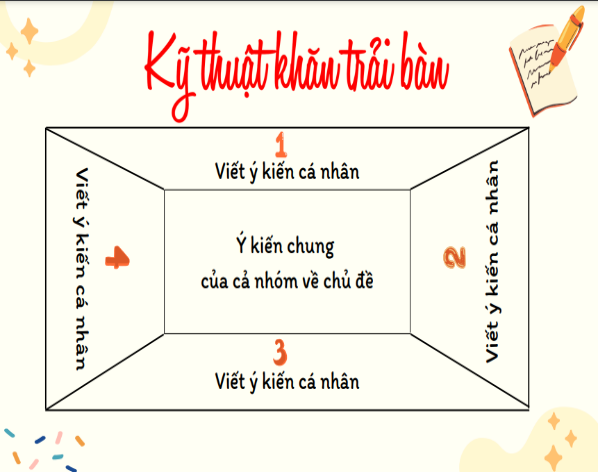 Kỹ thuật khăn trải bàn
1
Viết ý kiến cá nhân
Viết ý kiến cá nhân
4
Ý kiến chung
của cả nhóm về chủ đề
2
Viết ý kiến cá nhân
3
Viết ý kiến cá nhân